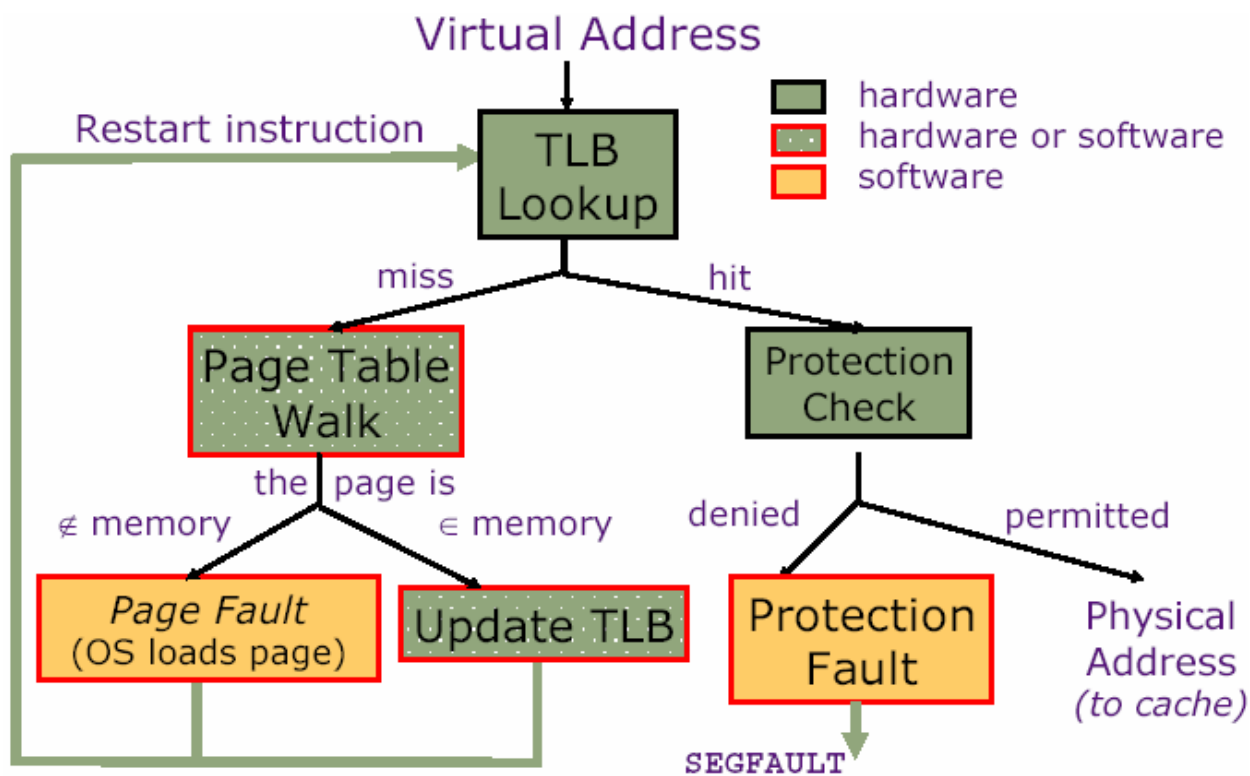 Virtual Address
hardware
hardware or software
software
Restart instruction
TLB
Lookup
miss
hit
Page Table
Walk
Protection
Check
the page is
∉ memory
∈ memory
denied
permitted
Page Fault
(OS loads page)
Update TLB
Protection
Fault
Physical
Address
(to cache)
SEGFAULT